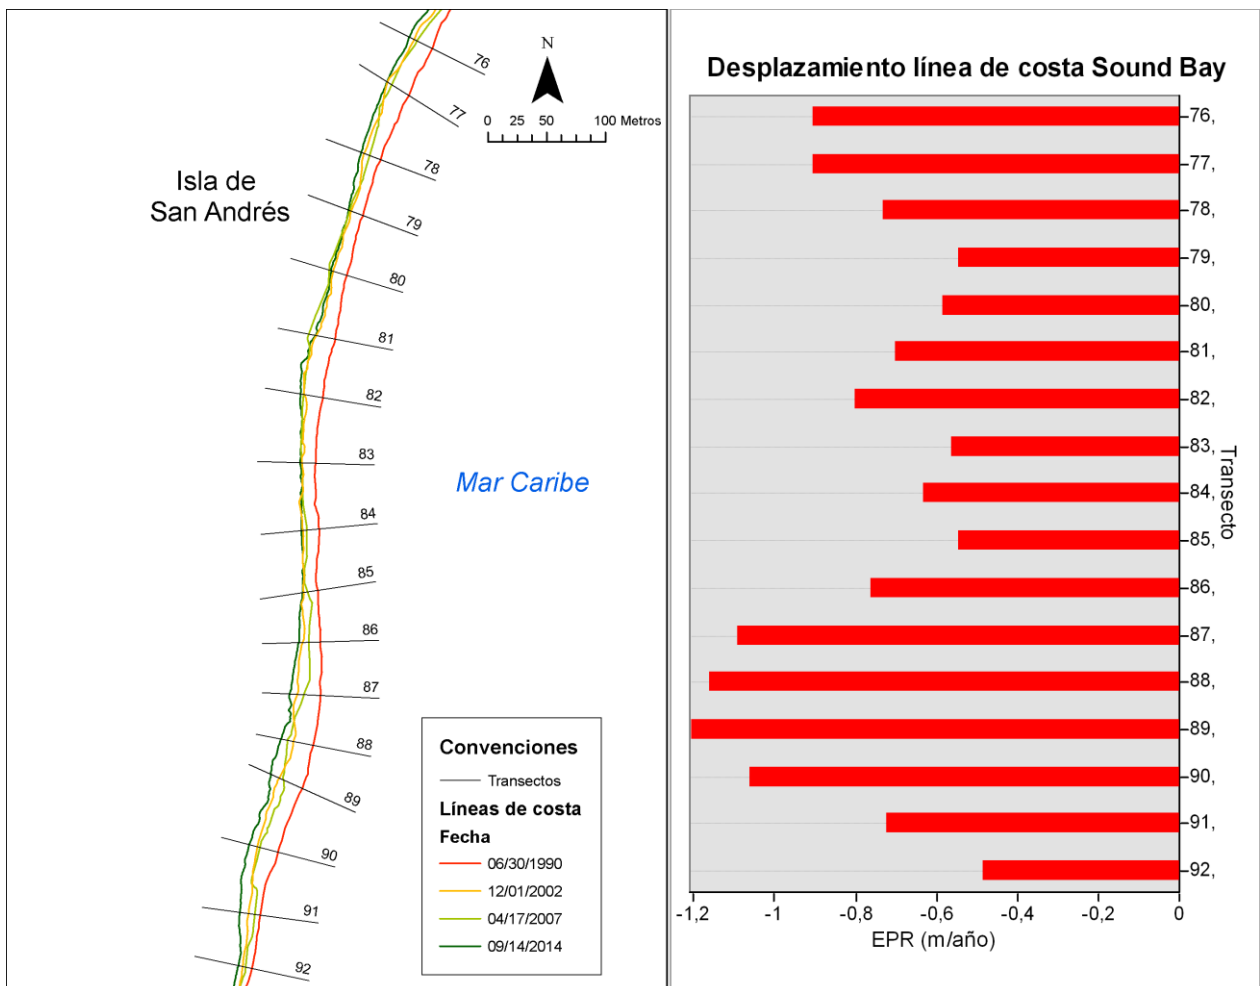 76
77
78
79
80
81
82
83
84
85
86
87
88
89
90
91
92
N
0 25 50 100 Metros
Isla de
San Andrés
Mar Caribe
Convenciones
Transectos
Líneas de costa
Fecha
06/30/1990
12/01/2002
04/17/2007
09/14/2014
Desplazamiento línea de costa Sound Bay
76,
77,
78,
79,
80,
81,
82,
83,
84,
85,
86,
87,
88,
89,
90,
91,
92,
Transecto
-1,2 -1 -0,8 -0,6 -0,4 -0,2 0
EPR (m/año)